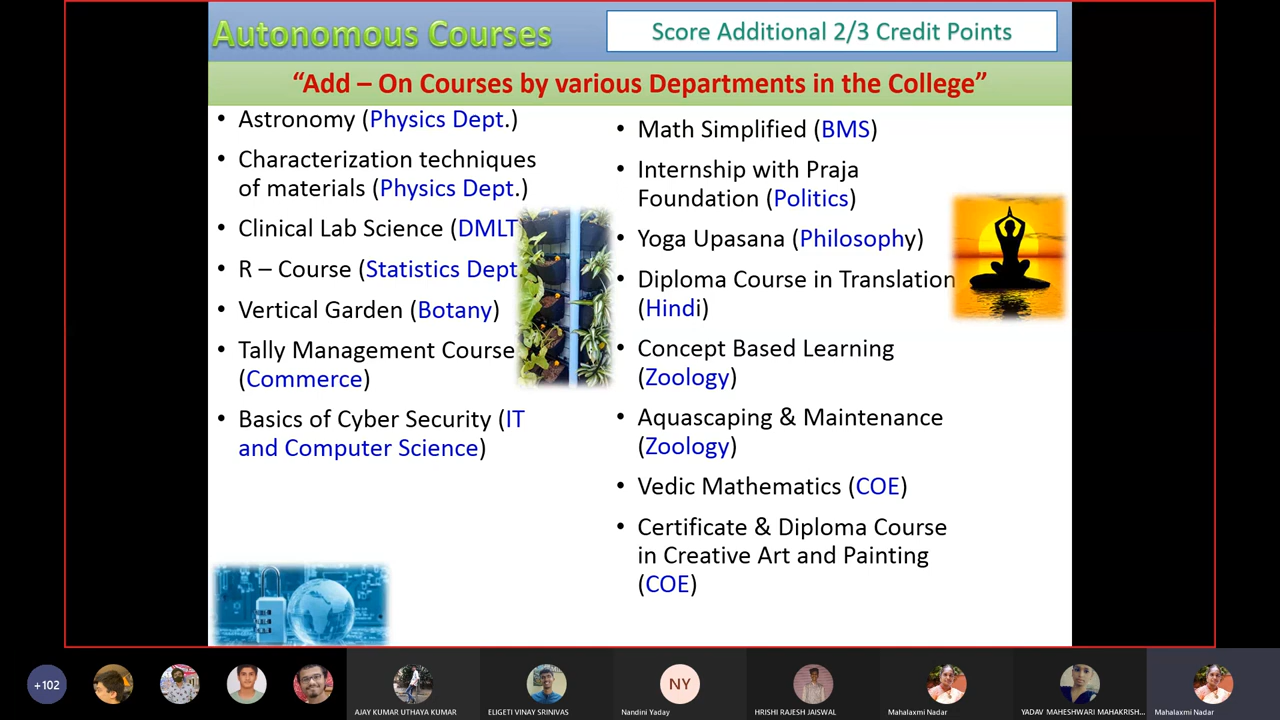 Autonomous Courses
Score Additional 2/3 Credit Points
“Add – On Courses by various Departments in the College”
• Astronomy (Physics Dept.)
• Characterization techniques
of materials (Physics Dept.)
• Clinical Lab Science (DMLT
• R – Course (Statistics Dept
• Vertical Garden (Botany)
• Tally Management Course
(Commerce)
• Basics of Cyber Security (IT
and Computer Science)
• Math Simplified (BMS)
• Internship with Praja
Foundation (Politics)
• Yoga Upasana (Philosophy)
• Diploma Course in Translation
(Hindi)
• Concept Based Learning
(Zoology)
• Aquascaping & Maintenance
(Zoology)
• Vedic Mathematics (COE)
• Certificate & Diploma Course
in Creative Art and Painting
(COE)
+102
AJAY KUMAR UTHAYA KUMAR
ELIGETI VINAY SRINIVAS
NY
Nandini Yaday
HRISHI RAJESH JAISWAL
Mahalaxmi Nadar
YADAV MAHESHWARI MAHAKRISH...
Mahalaxmi Nadar